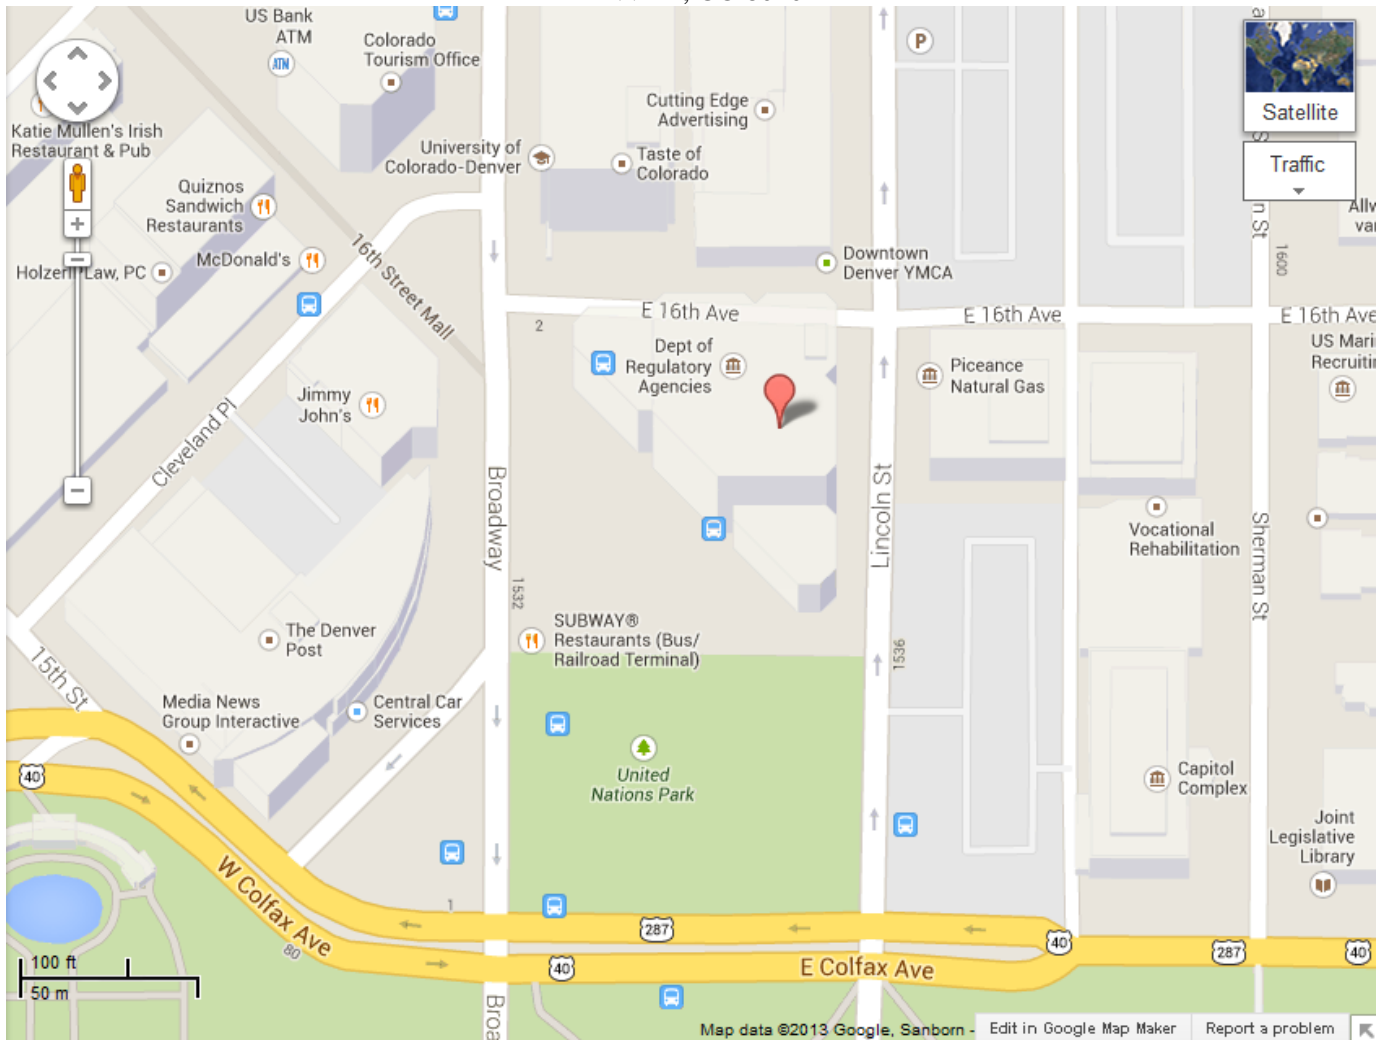 US Bank
ATM
ATM
Colorado
Tourism Office
P
Cutting Edge
Advertising
Satellite
Katie Mullen's Irish
Restaurant & Pub
University of
Colorado-Denver
Taste of
Colorado
Traffic
Quiznos
Sandwich
Restaurants
McDonald's
16th Street Mall
Downtown
Denver YMCA
1600
E 16th Ave
E 16th Ave
E 16th Ave
2
Dept of
Regulatory
Agencies
Piceance
Natural Gas
Jimmy
John's
Cleveland Pl
Broadway
Lincoln St
Sherman St
Vocational
Rehabilitation
1532
SUBWAY®
Restaurants (Bus/
Railroad Terminal)
1536
The Denver
Post
15th St
Media News
Group Interactive
Central Car
Services
United
Nations Park
40
Capitol
Complex
Joint
Legislative
Library
W Colfax Ave
80
1
287
40
40
E Colfax Ave
287
40
100 ft
50 m
Map data ©2013 Google, Sanborn -
Edit in Google Map Maker
Report a problem